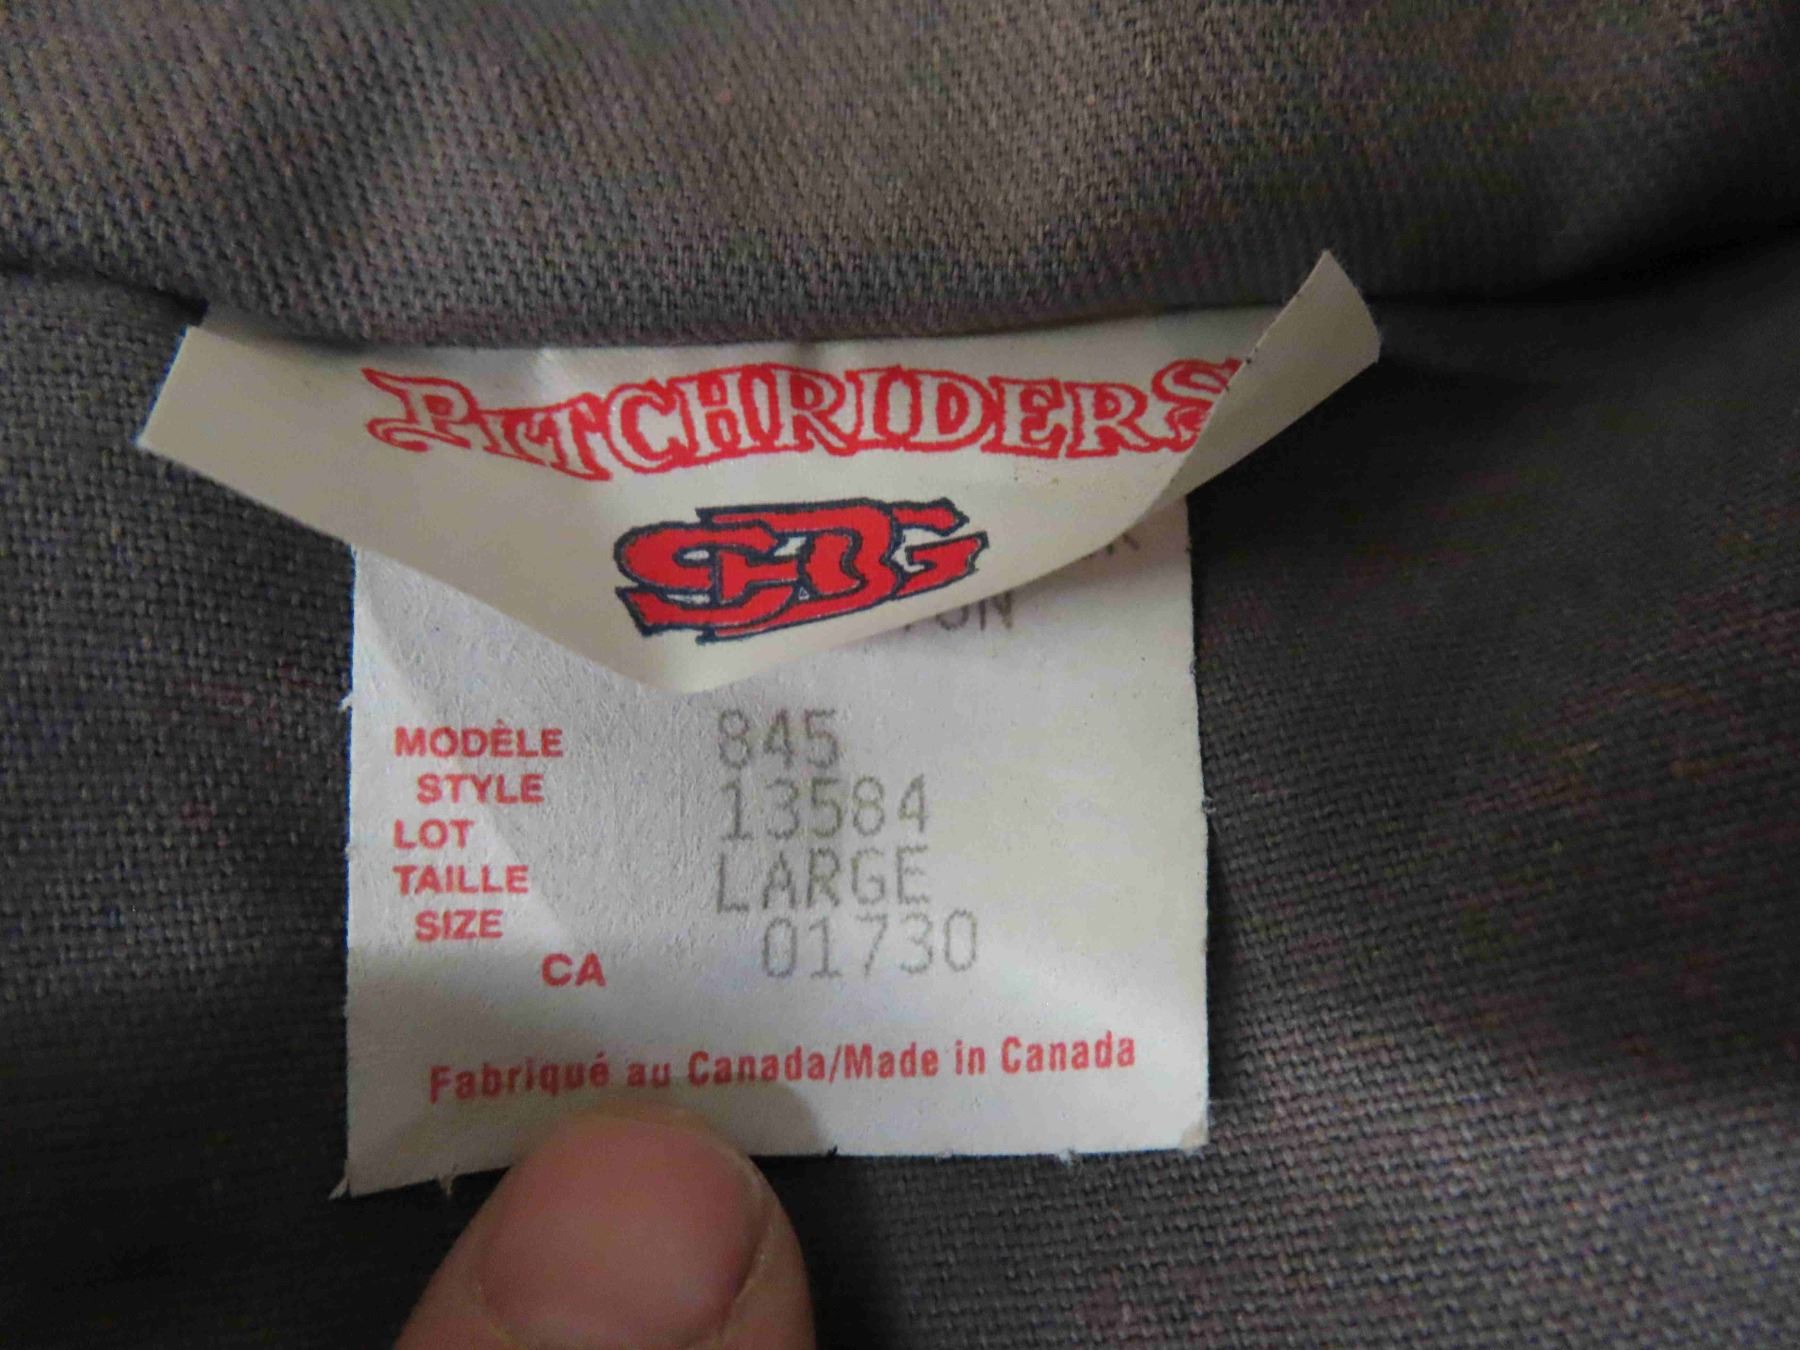 PITCHRIDERS
SDG
MODÈLE 845
STYLE
LOT 13584
TAILLE LARGE
SIZE
CA 01730
Fabriqué au Canada/Made in Canada